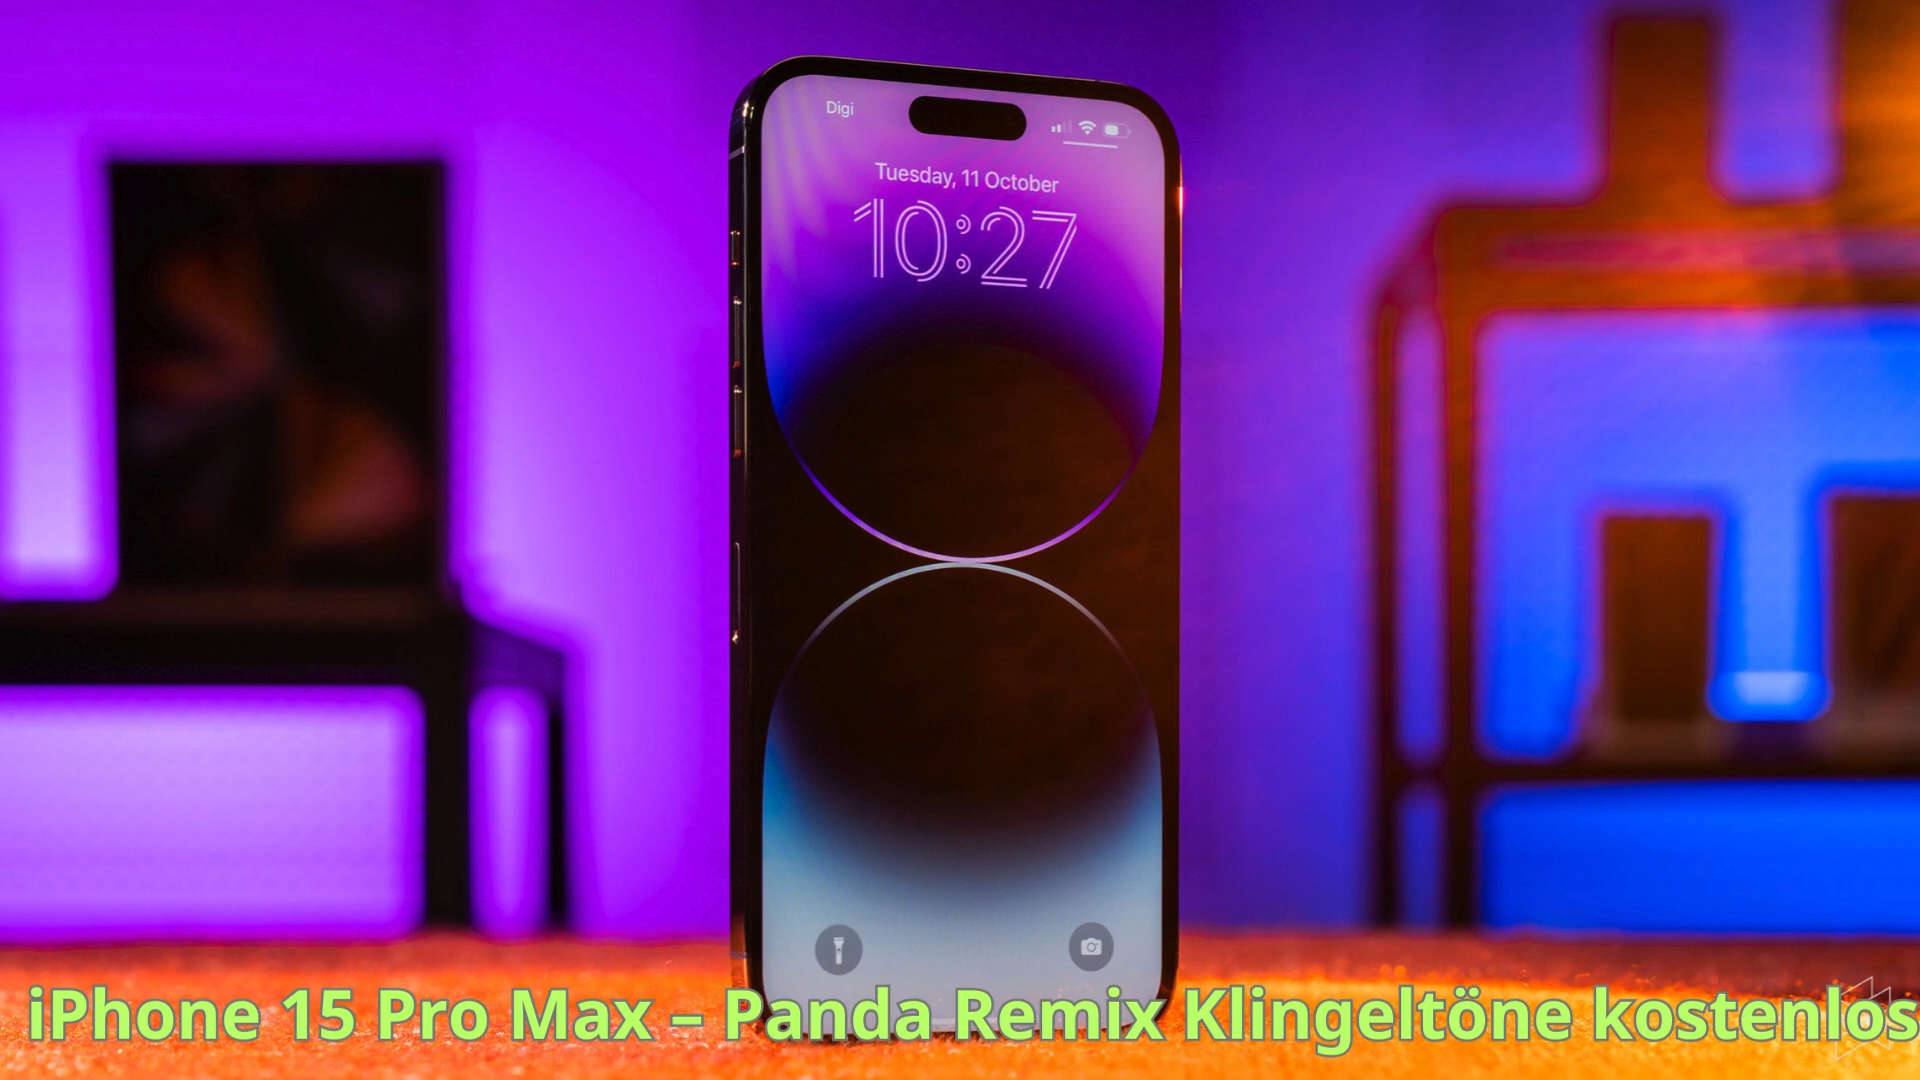 Digi
Tuesday, 11 October
10:27
iPhone 15 Pro Max – Panda Remix Klingeltöne kostenlos